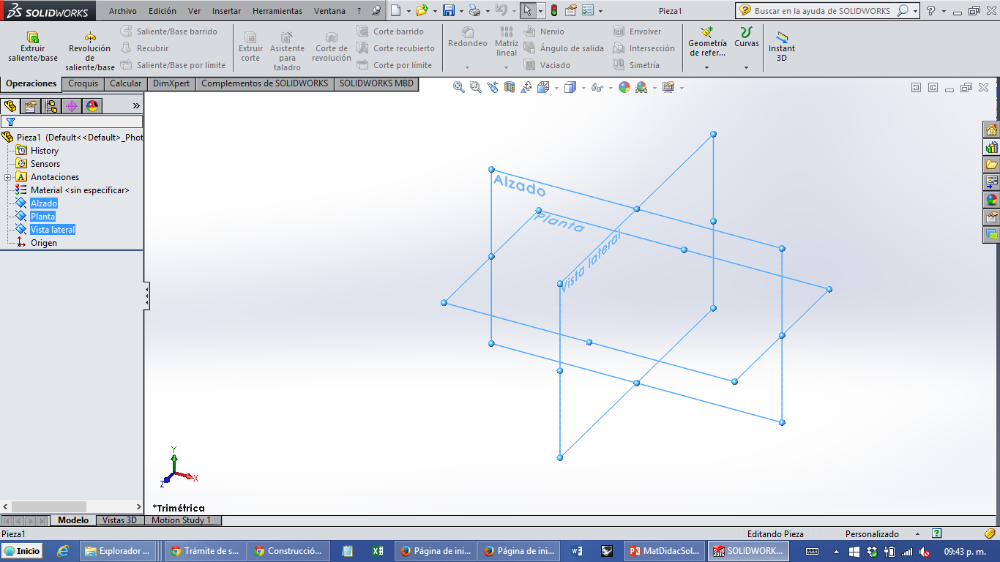 SOLIDWORKS
Archivo Edición Ver Insertar Herramientas Ventana ? Pieza1 Buscar en la ayuda de SOLIDWORKS
Extruir saliente/base
Revolución de saliente/base
Saliente/Base barrido
Recubrir
Saliente/Base por límite
Extruir corte
Asistente para taladro
Corte de revolución
Corte barrido
Corte recubierto
Corte por límite
Redondeo
Matriz lineal
Nervio
Ángulo de salida
Vaciado
Envolver
Intersección
Simetría
Geometría de refer...
Curvas
Instant 3D
Operaciones Croquis Calcular DimXpert Complementos de SOLIDWORKS SOLIDWORKS MBD
Pieza1 (Default<<Default>_Phot
History
Sensors
Anotaciones
Material <sin especificar>
Alzado
Planta
Vista lateral
Origen
Alzado
Planta
Vista lateral
Y
X
Z
*Trimétrica
Modelo Vistas 3D Motion Study 1
Pieza1 Editando Pieza Personalizado
Inicio Explorador ... Trámite de s... Construcció... Página de ini... Página de ini... MatDidacSol... SOLIDWORK... 09:43 p. m.